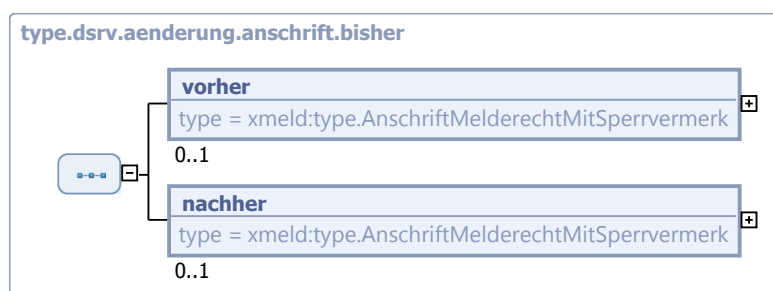 type.dsrv.aenderung.anschrift.bisher
vorher
type = xmeld:type.AnschriftMelderechtMitSperrvermerk
0..1
nachher
type = xmeld:type.AnschriftMelderechtMitSperrvermerk
0..1